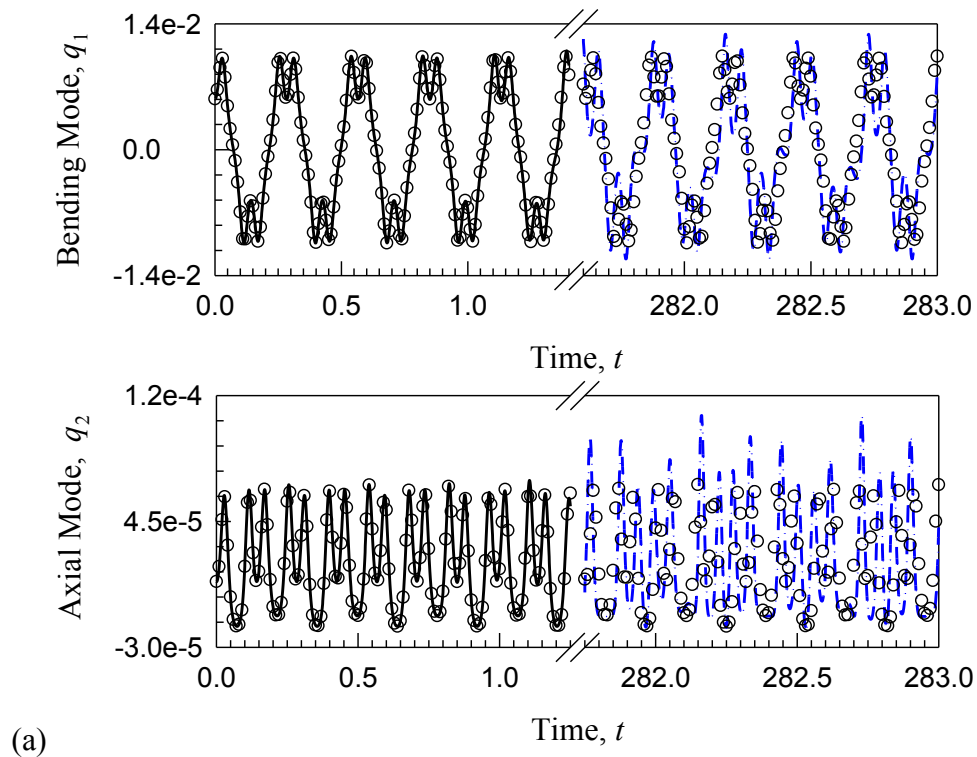 1.4e-2
Bending Mode, q1
0.0
-1.4e-2
0.0 0.5 1.0 282.0 282.5 283.0
Time, t
1.2e-4
Axial Mode, q2
4.5e-5
-3.0e-5
0.0 0.5 1.0 282.0 282.5 283.0
Time, t
(a)